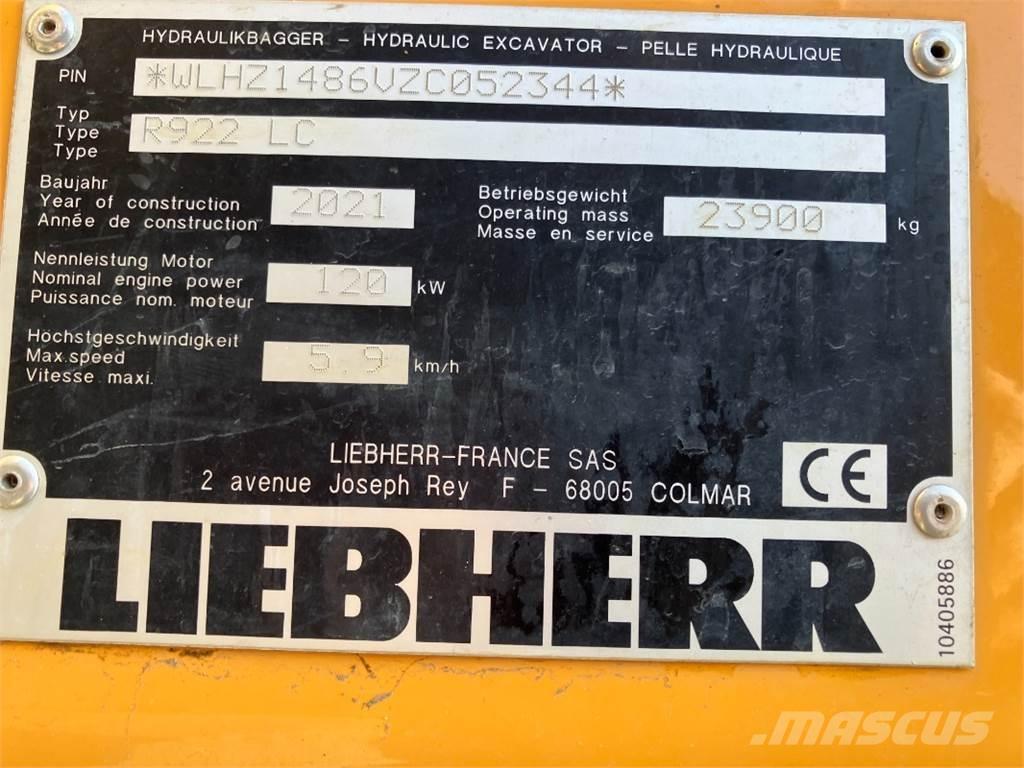 HYDRAULIKBAGGER - HYDRAULIC EXCAVATOR - PELLE HYDRAULIQUE
PIN *WLHZ1486VZC052344*
Typ
Type R922 LC
Type
Baujahr
Year of construction 2021
Année de construction
Betriebsgewicht
Operating mass 23900 kg
Masse en service
Nennleistung Motor
Nominal engine power 120 kW
Puissance nom. moteur
Höchstgeschwindigkeit
Max.speed 5.9 km/h
Vitesse maxi.
LIEBHERR-FRANCE SAS
2 avenue Joseph Rey F - 68005 COLMAR
CE
LIEBHERR
10405886
MASCUS